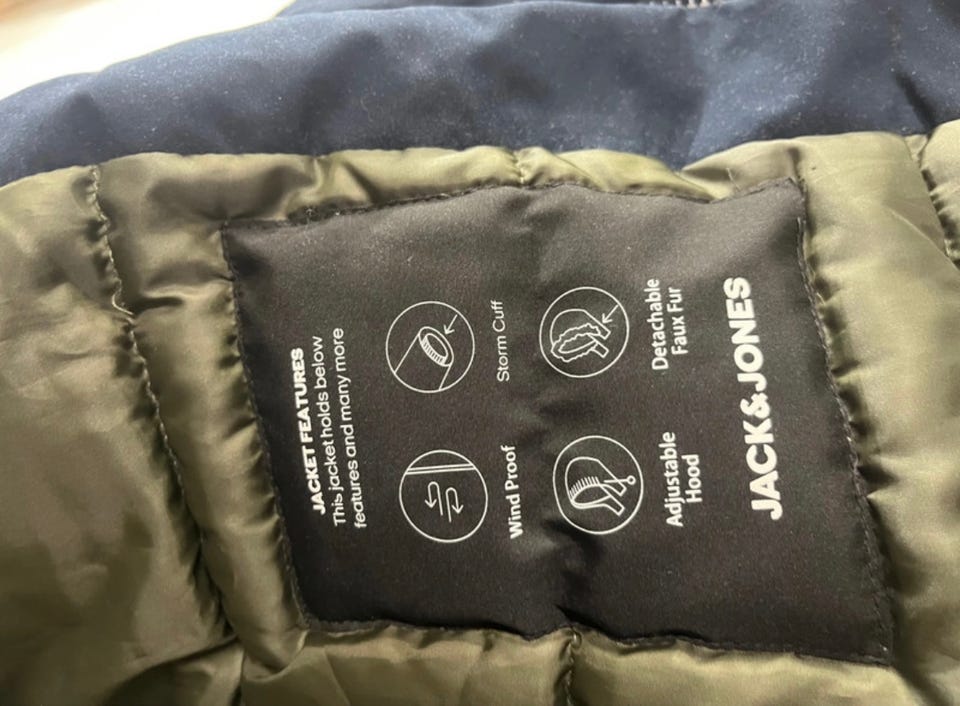 JACKET FEATURES
This jacket holds below
features and many more
Wind Proof
Storm Cuff
Adjustable
Hood
Detachable
Faux Fur
JACK&JONES